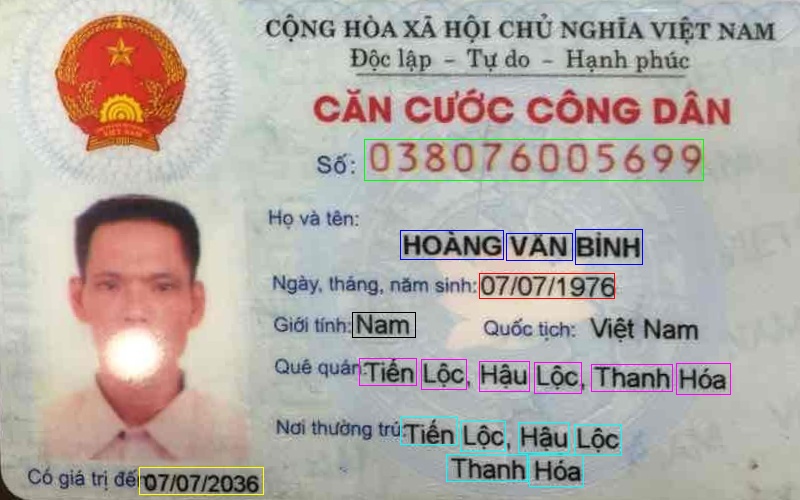 CỘNG HÒA XÃ HỘI CHỦ NGHĨA VIỆT NAM
Độc lập - Tự do - Hạnh phúc
CĂN CƯỚC CÔNG DÂN
Số: 038076005699
Họ và tên:
HOÀNG VĂN BÌNH
Ngày, tháng, năm sinh: 07/07/1976
Giới tính: Nam Quốc tịch: Việt Nam
Quê quán: Tiến Lộc, Hậu Lộc, Thanh Hóa
Nơi thường trú: Tiến Lộc, Hậu Lộc
Thanh Hóa
Có giá trị đến 07/07/2036